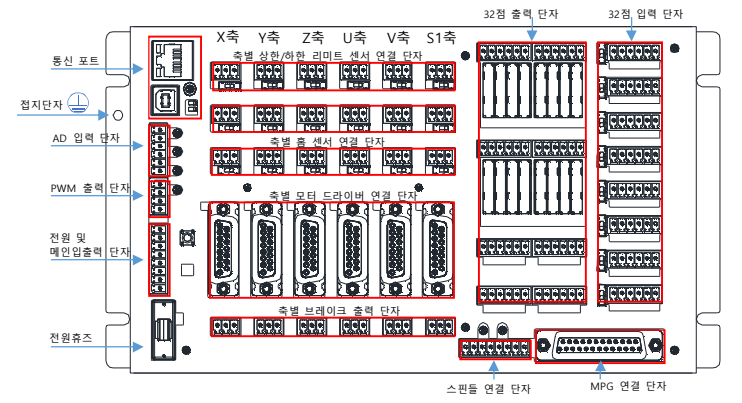 32점 출력 단자
32점 입력 단자
X축 Y축 Z축 U축 V축 S1축
축별 상한/하한 리미트 센서 연결 단자
통신 포트
접지단자
AD 입력 단자
축별 홈 센서 연결 단자
PWM 출력 단자
축별 모터 드라이버 연결 단자
전원 및
메인입출력 단자
축별 브레이크 출력 단자
전원휴즈
스핀들 연결 단자
MPG 연결 단자